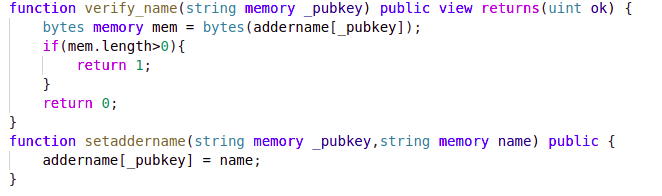 function verify_name(string memory _pubkey) public view returns(uint ok) {
    bytes memory mem = bytes(addername[_pubkey]);
    if(mem.length>0){
        return 1;
    }
    return 0;
}
function setaddername(string memory _pubkey,string memory name) public {
    addername[_pubkey] = name;
}